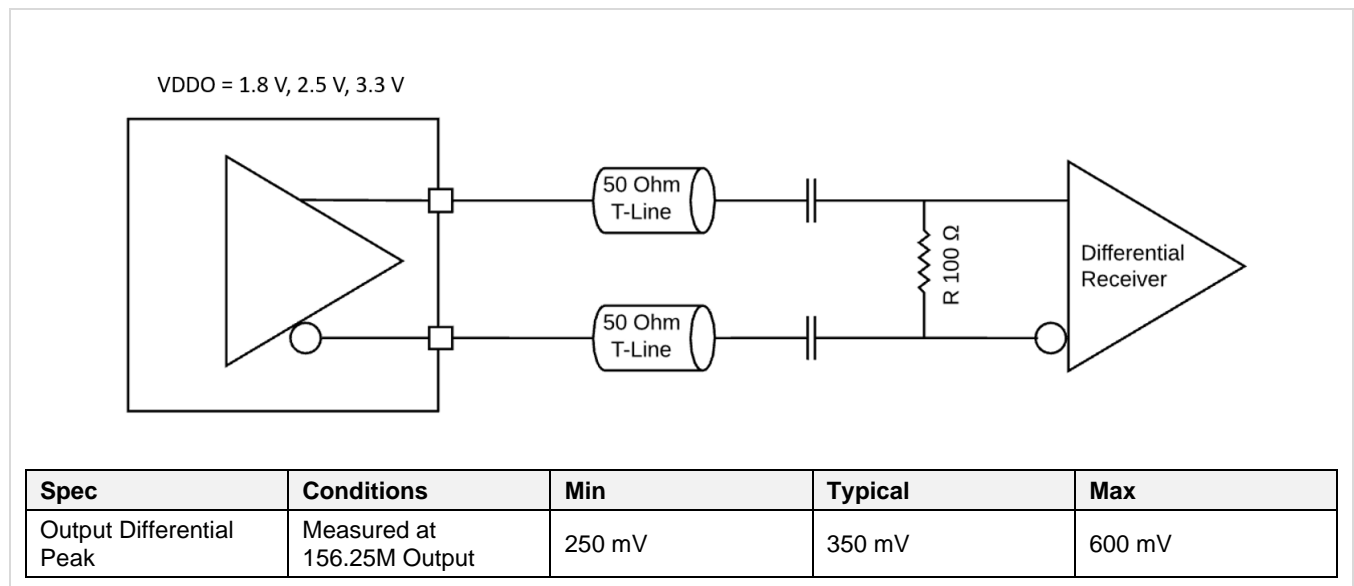 VDDO = 1.8 V, 2.5 V, 3.3 V
50 Ohm
T-Line
R 100 Ω
Differential
Receiver
50 Ohm
T-Line
Spec Conditions Min Typical Max
Output Differential Peak Measured at 156.25M Output 250 mV 350 mV 600 mV